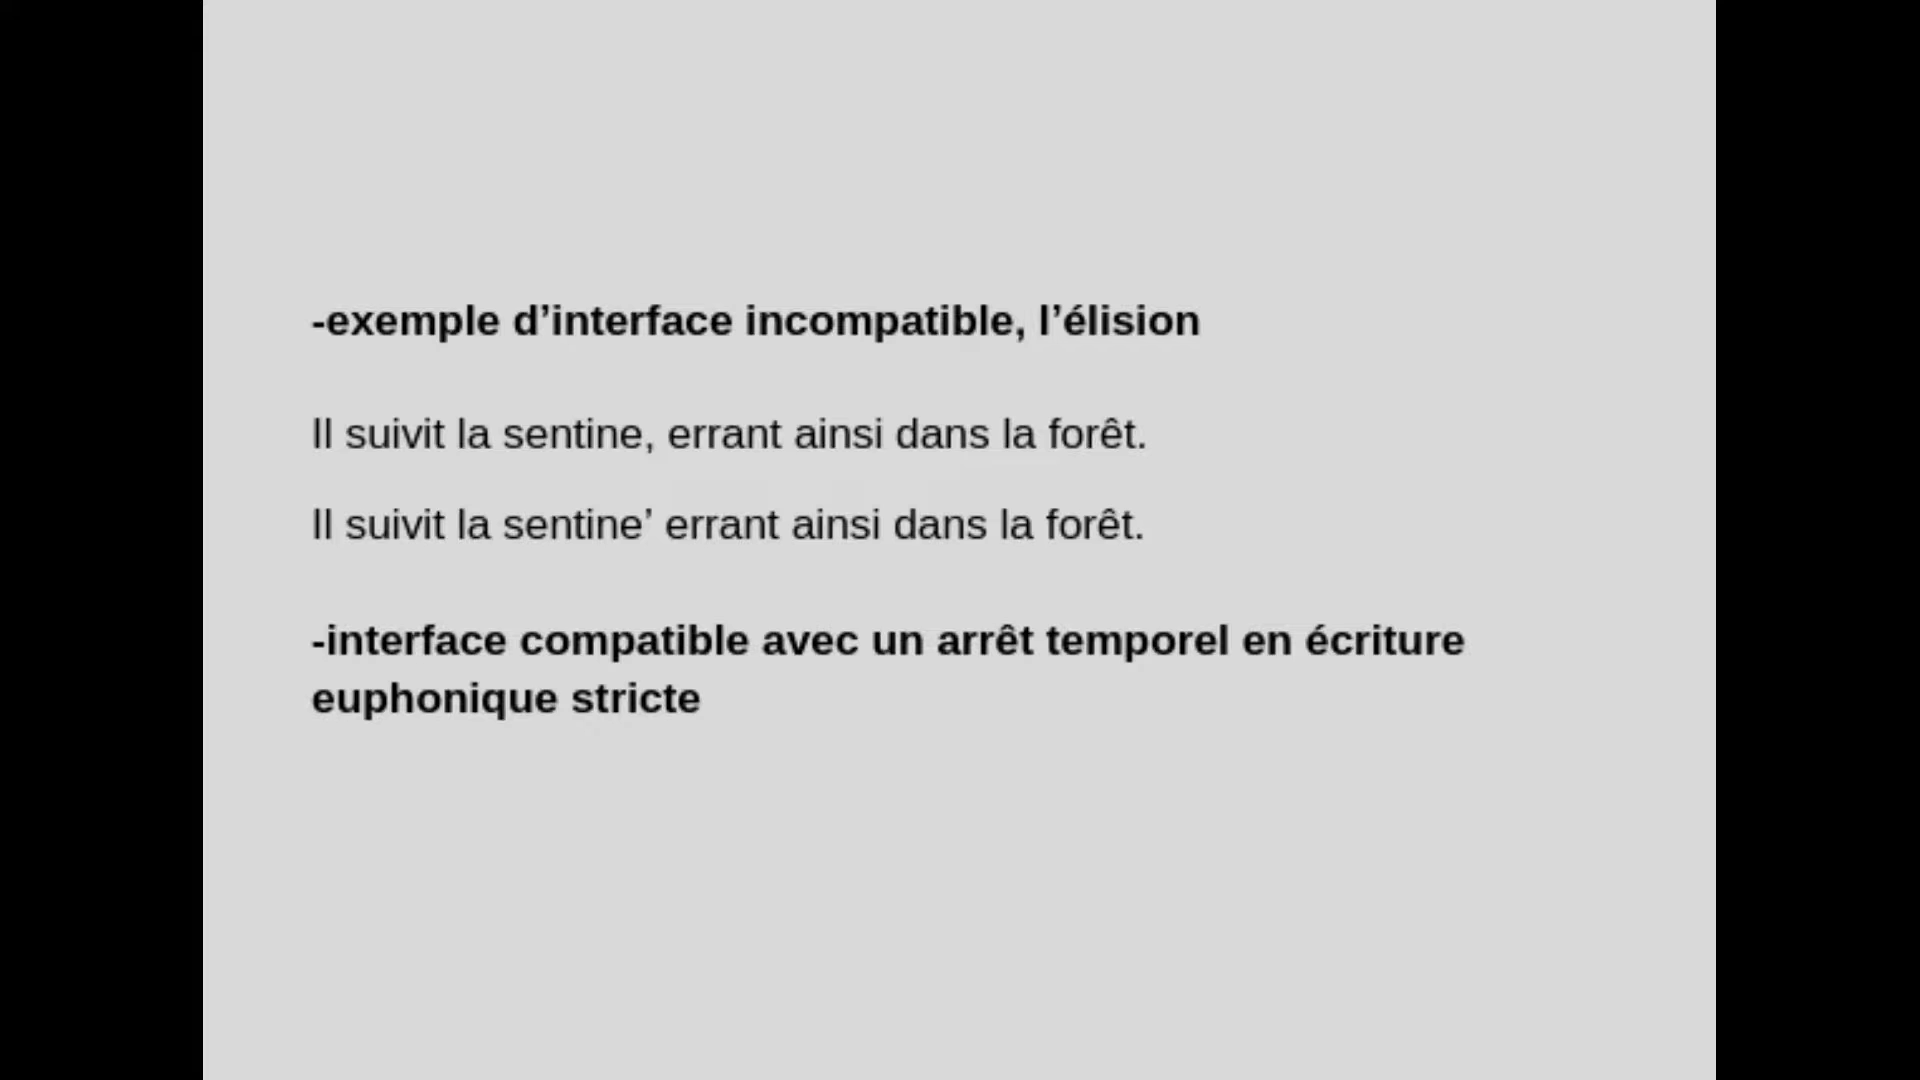 -exemple d’interface incompatible, l’élision
Il suivit la sentine, errant ainsi dans la forêt.
Il suivit la sentine’ errant ainsi dans la forêt.
-interface compatible avec un arrêt temporel en écriture
euphonique stricte